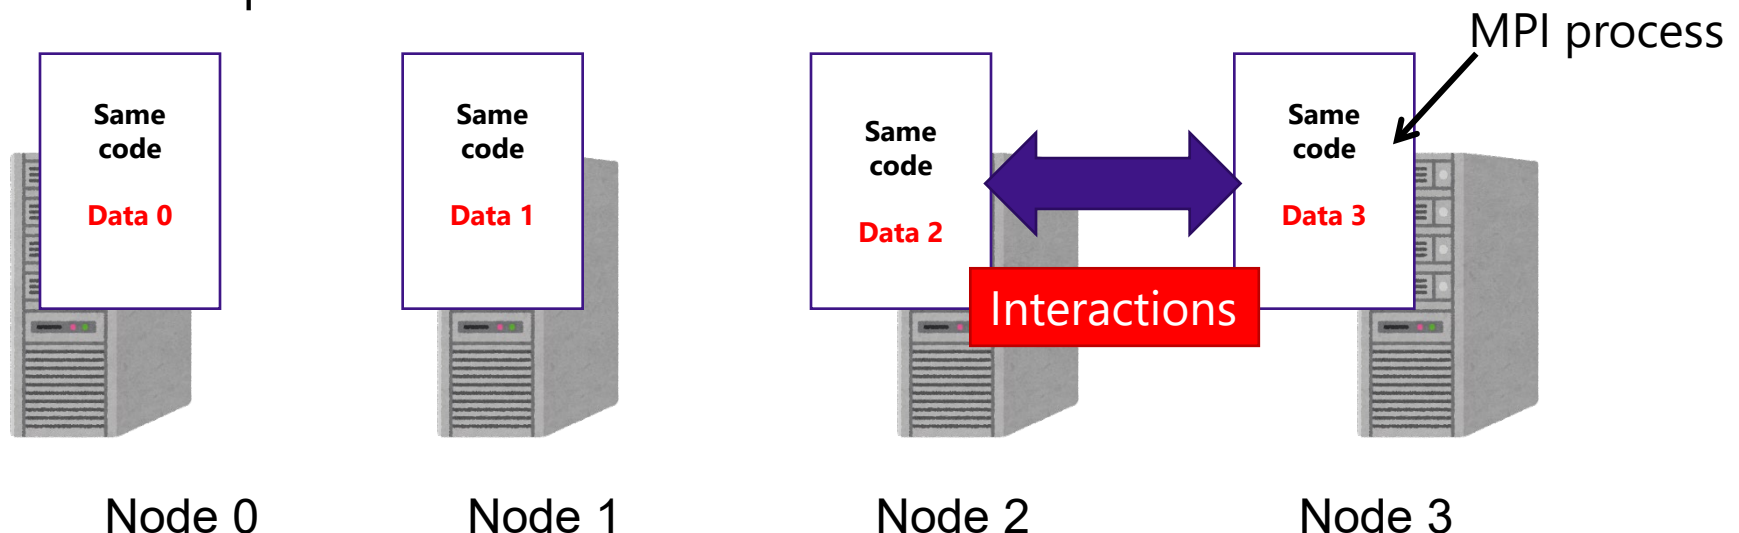 MPI process
Same
code
Data 0
Same
code
Data 1
Same
code
Data 2
Same
code
Data 3
Interactions
Node 0
Node 1
Node 2
Node 3